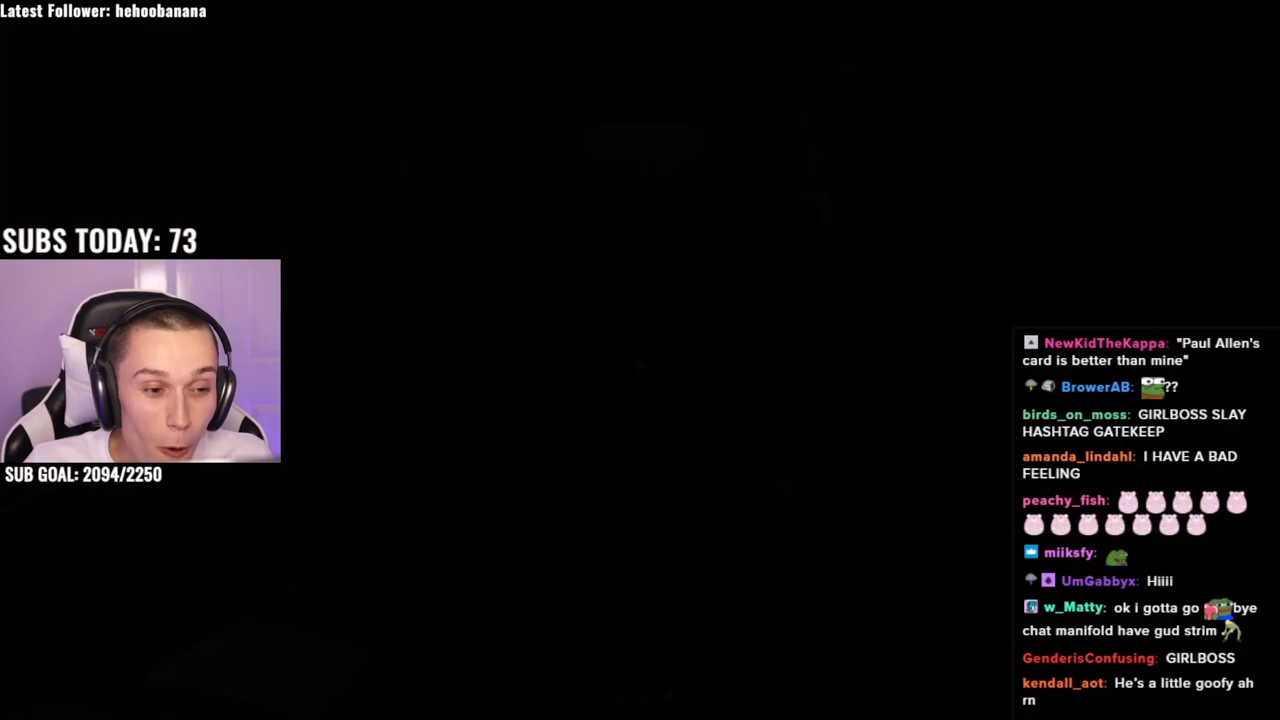 Latest Follower: hehoobanana
SUBS TODAY: 73
SUB GOAL: 2094/2250
NewKidTheKappa: "Paul Allen's
card is better than mine"
BrowerAB: ??
birds_on_moss: GIRLBOSS SLAY
HASHTAG GATEKEEP
amanda_lindahl: I HAVE A BAD
FEELING
peachy_fish:
miiksfy:
UmGabbyx: Hiiii
w_Matty: ok i gotta go bye
chat manifold have gud strim
GenderisConfusing: GIRLBOSS
kendall_aot: He's a little goofy ah
rn